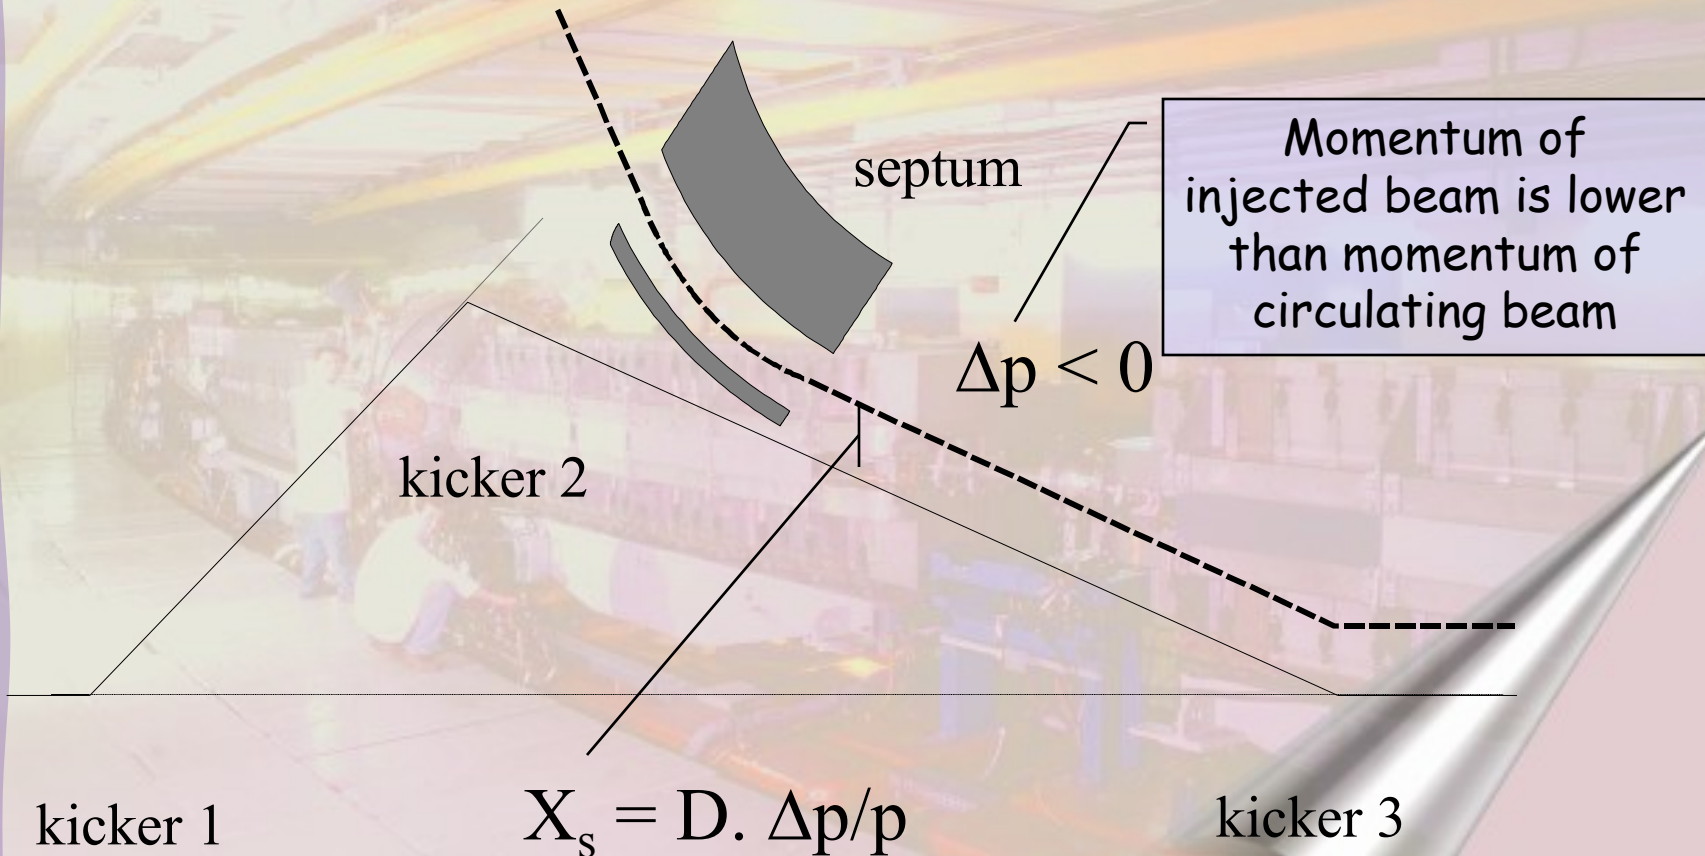 septum
Momentum of
injected beam is lower
than momentum of
circulating beam
Δp < 0
kicker 2
kicker 1
Xs = D. Δp/p
kicker 3